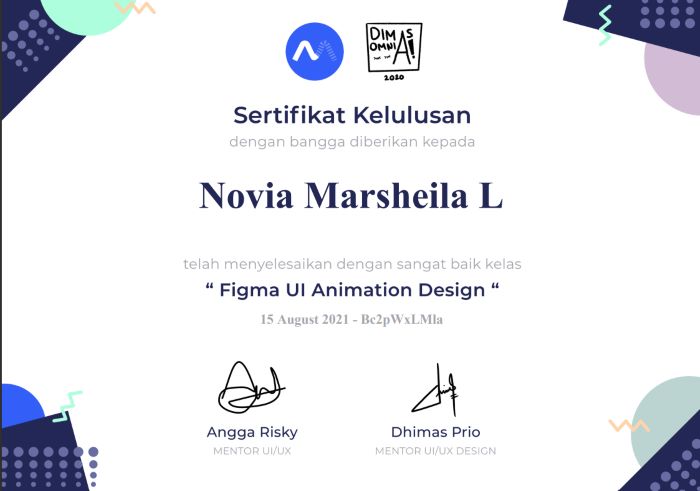 DIMAS
OMNIA!
2020
Sertifikat Kelulusan
dengan bangga diberikan kepada
Novia Marsheila L
telah menyelesaikan dengan sangat baik kelas
“ Figma UI Animation Design “
15 August 2021 - Bc2pWxLMla
Angga Risky
MENTOR UI/UX
Dhimas Prio
MENTOR UI/UX DESIGN